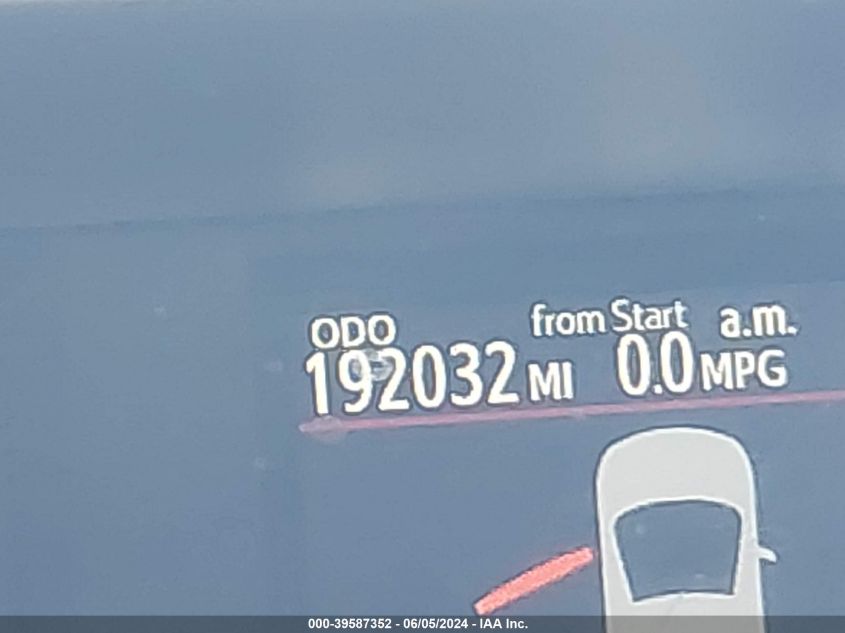 ODO from Start a.m.
192032 MI 0.0 MPG
000-39587352 - 06/05/2024 - IAA Inc.